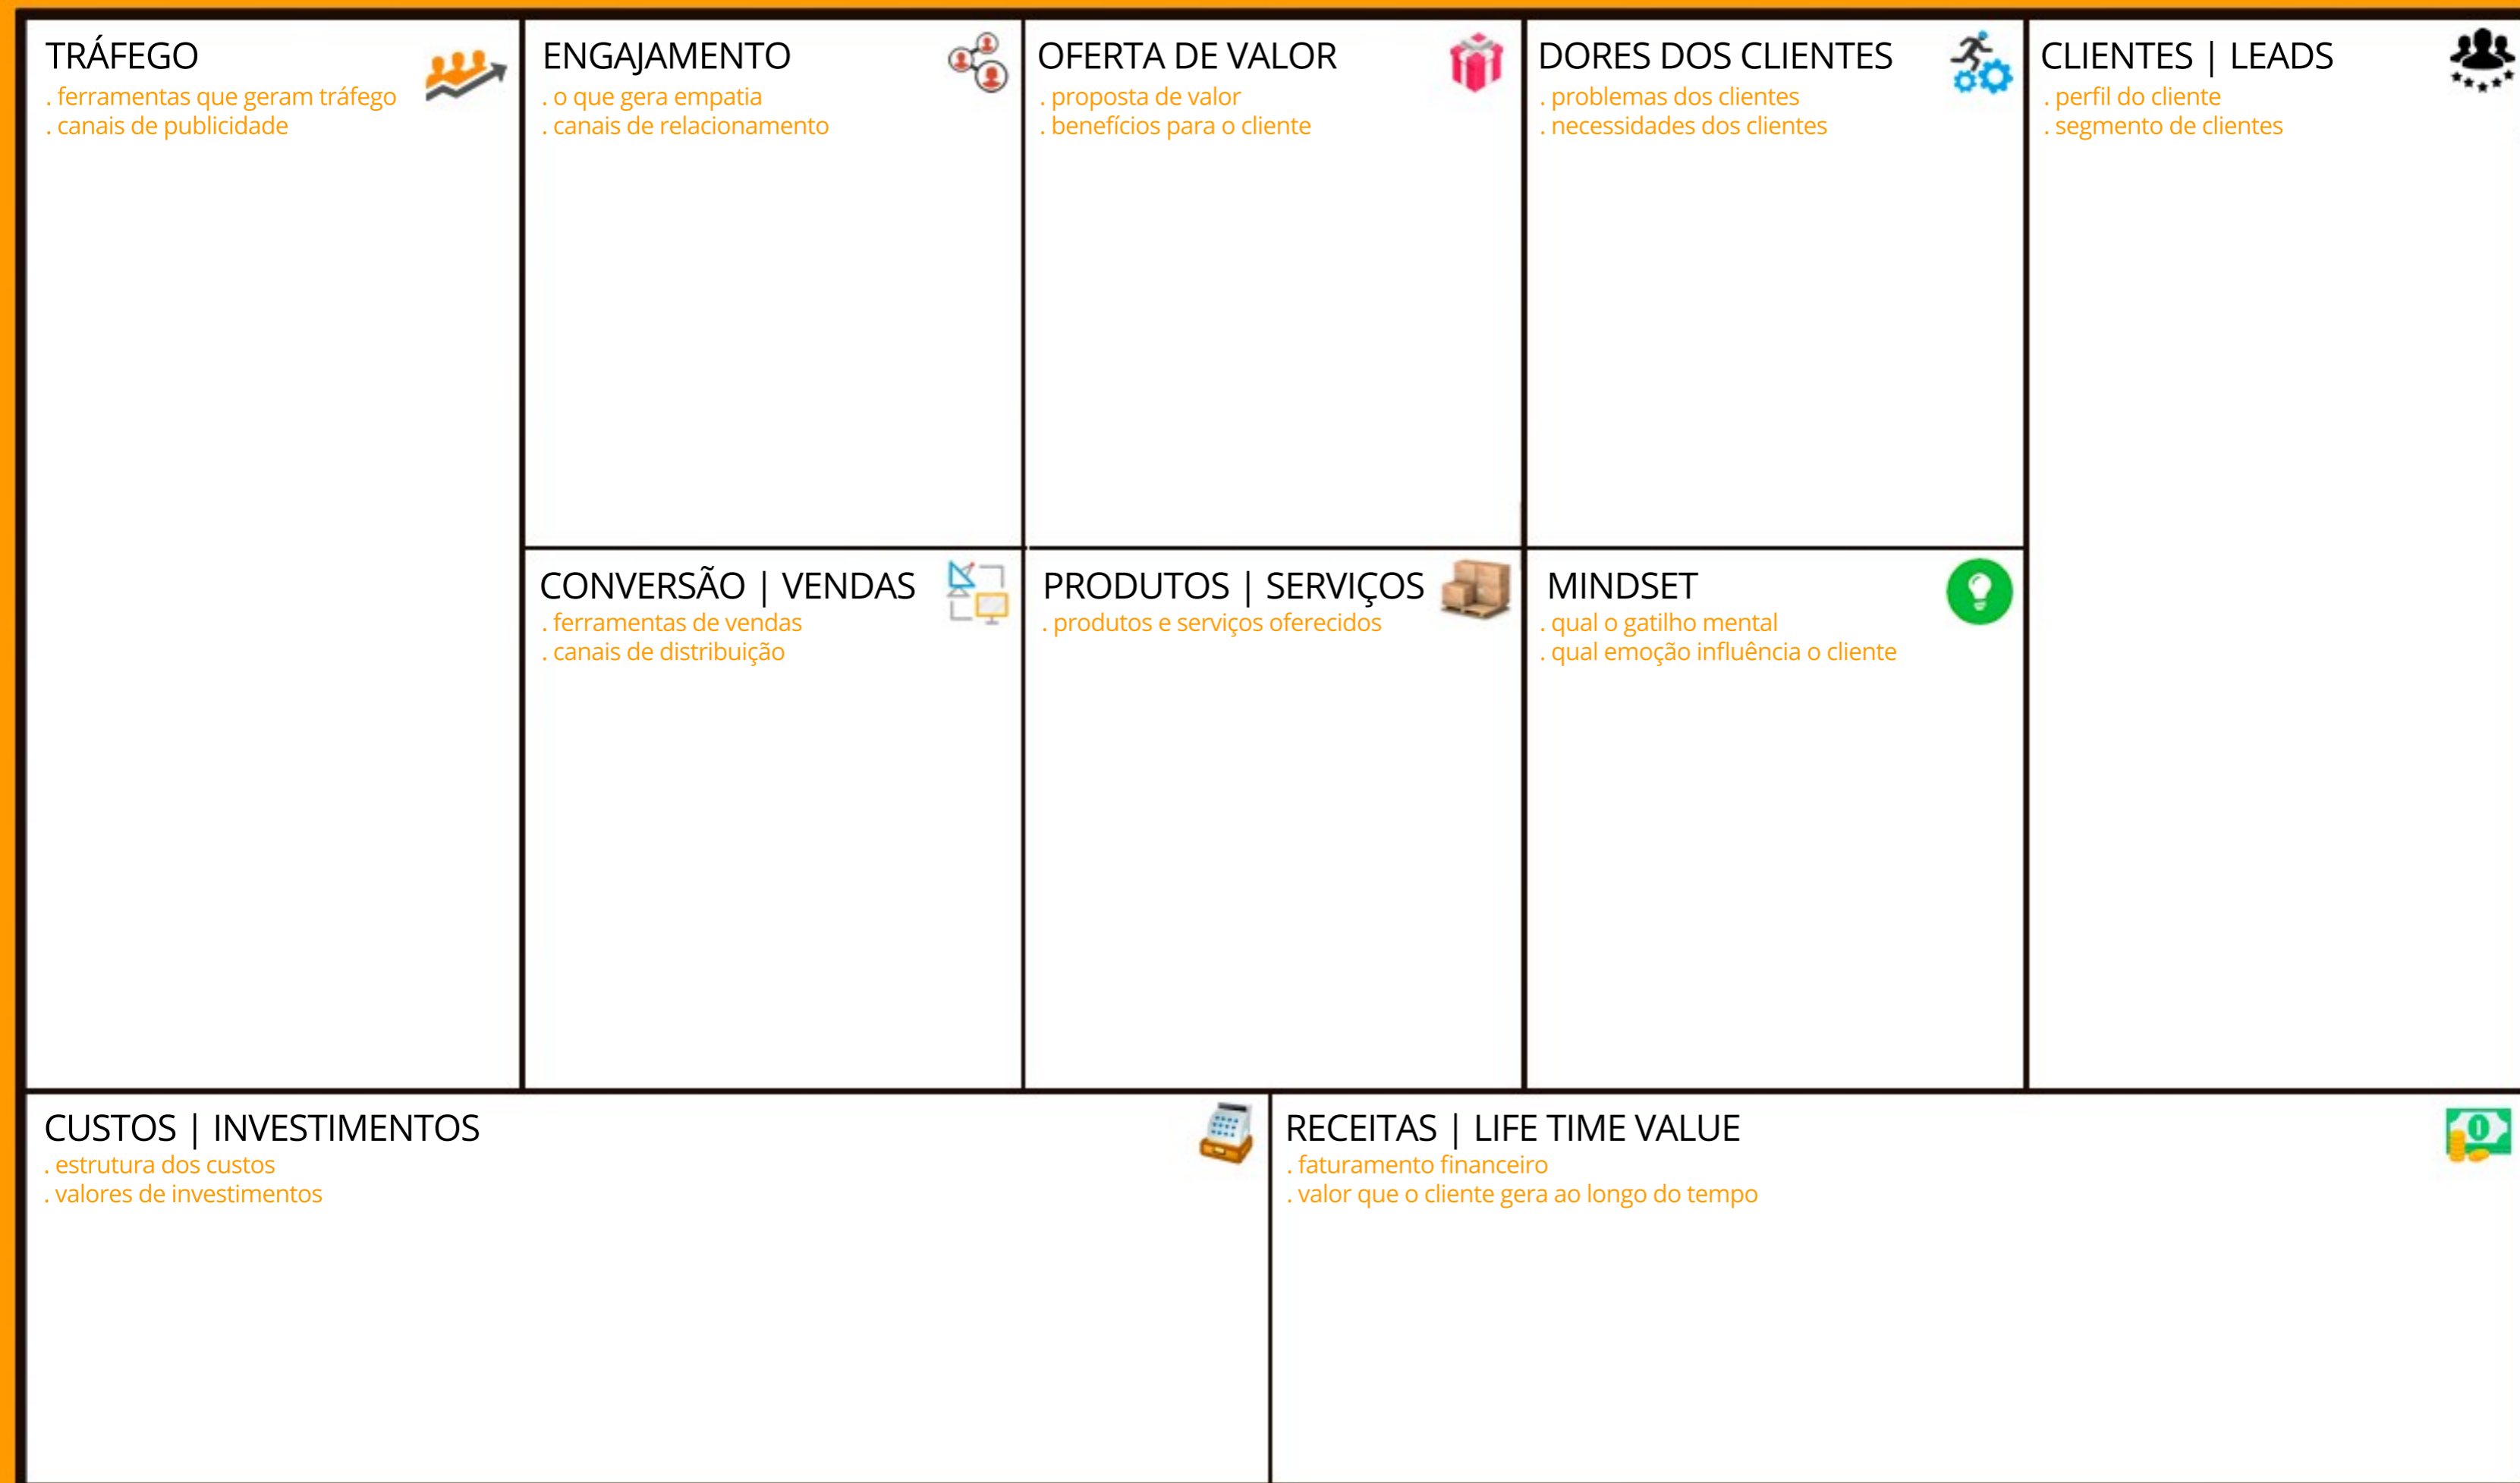 TRÁFEGO
. ferramentas que geram tráfego
. canais de publicidade
ENGAJAMENTO
. o que gera empatia
. canais de relacionamento
OFERTA DE VALOR
. proposta de valor
. benefícios para o cliente
DORES DOS CLIENTES
. problemas dos clientes
. necessidades dos clientes
CLIENTES | LEADS
. perfil do cliente
. segmento de clientes
CONVERSÃO | VENDAS
. ferramentas de vendas
. canais de distribuição
PRODUTOS | SERVIÇOS
. produtos e serviços oferecidos
MINDSET
. qual o gatilho mental
. qual emoção influência o cliente
CUSTOS | INVESTIMENTOS
. estrutura dos custos
. valores de investimentos
RECEITAS | LIFE TIME VALUE
. faturamento financeiro
. valor que o cliente gera ao longo do tempo